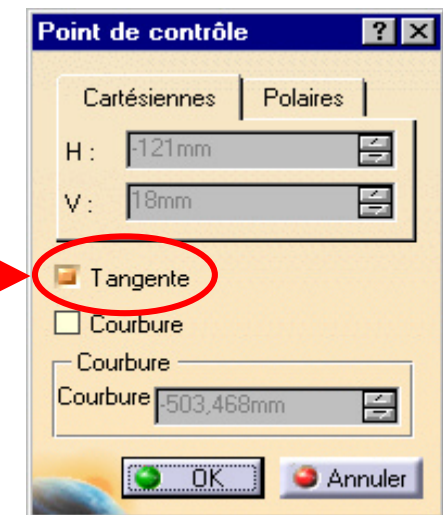 Point de contrôle
Cartésiennes Polaires
H : -121mm
V : 18mm
Tangente
Courbure
Courbure
Courbure -503,468mm
OK Annuler